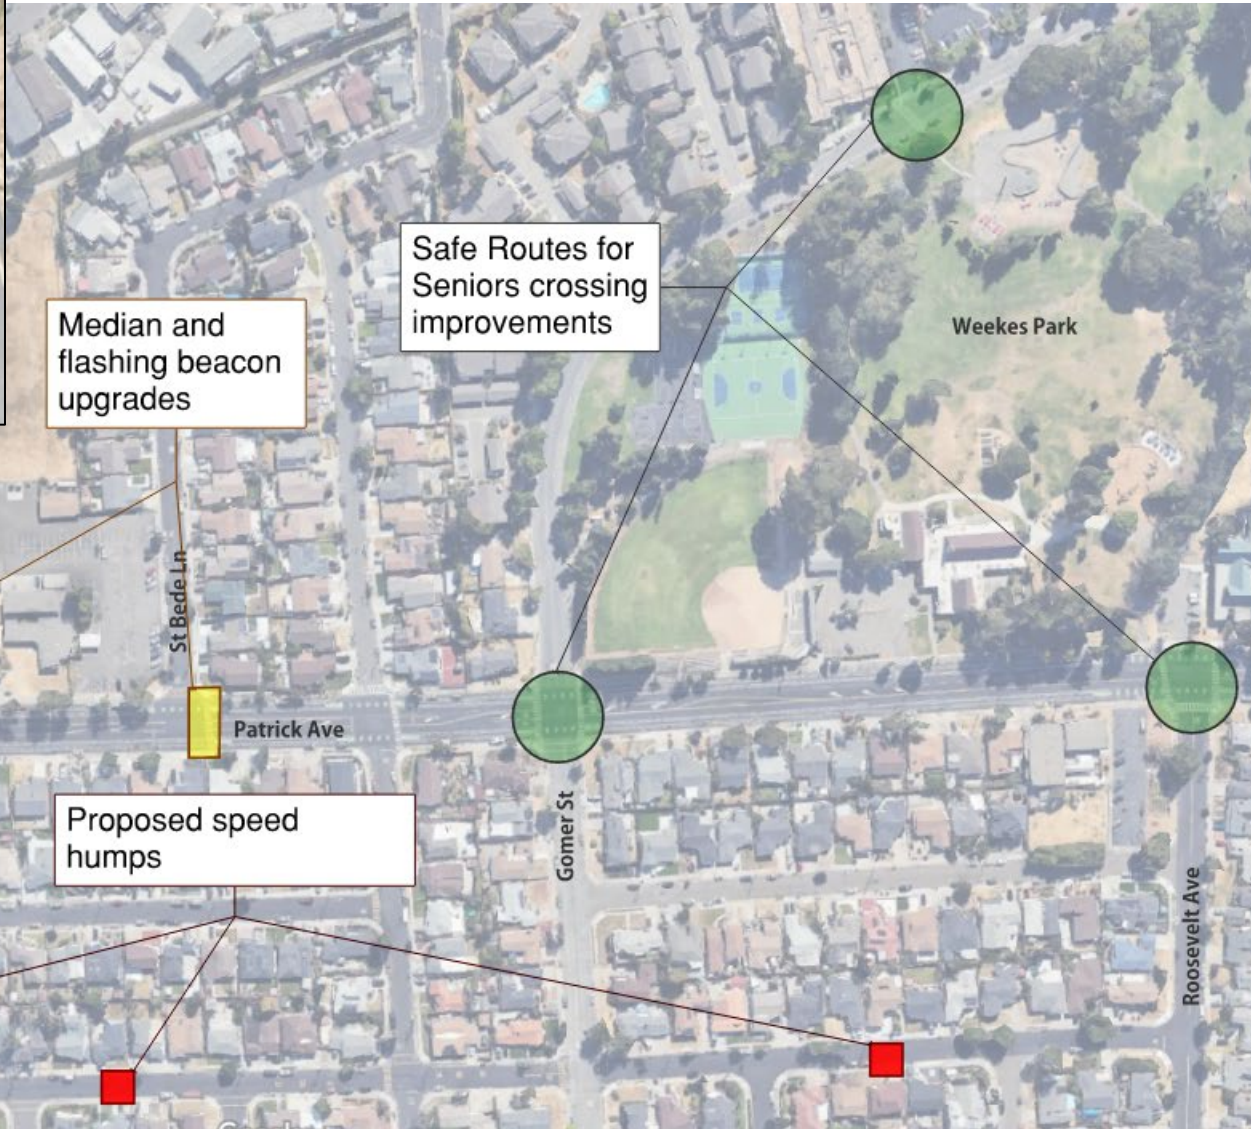 Safe Routes for
Seniors crossing
improvements
Median and
flashing beacon
upgrades
Weekes Park
St Bede Ln
Patrick Ave
Proposed speed
humps
Gomer St
Roosevelt Ave